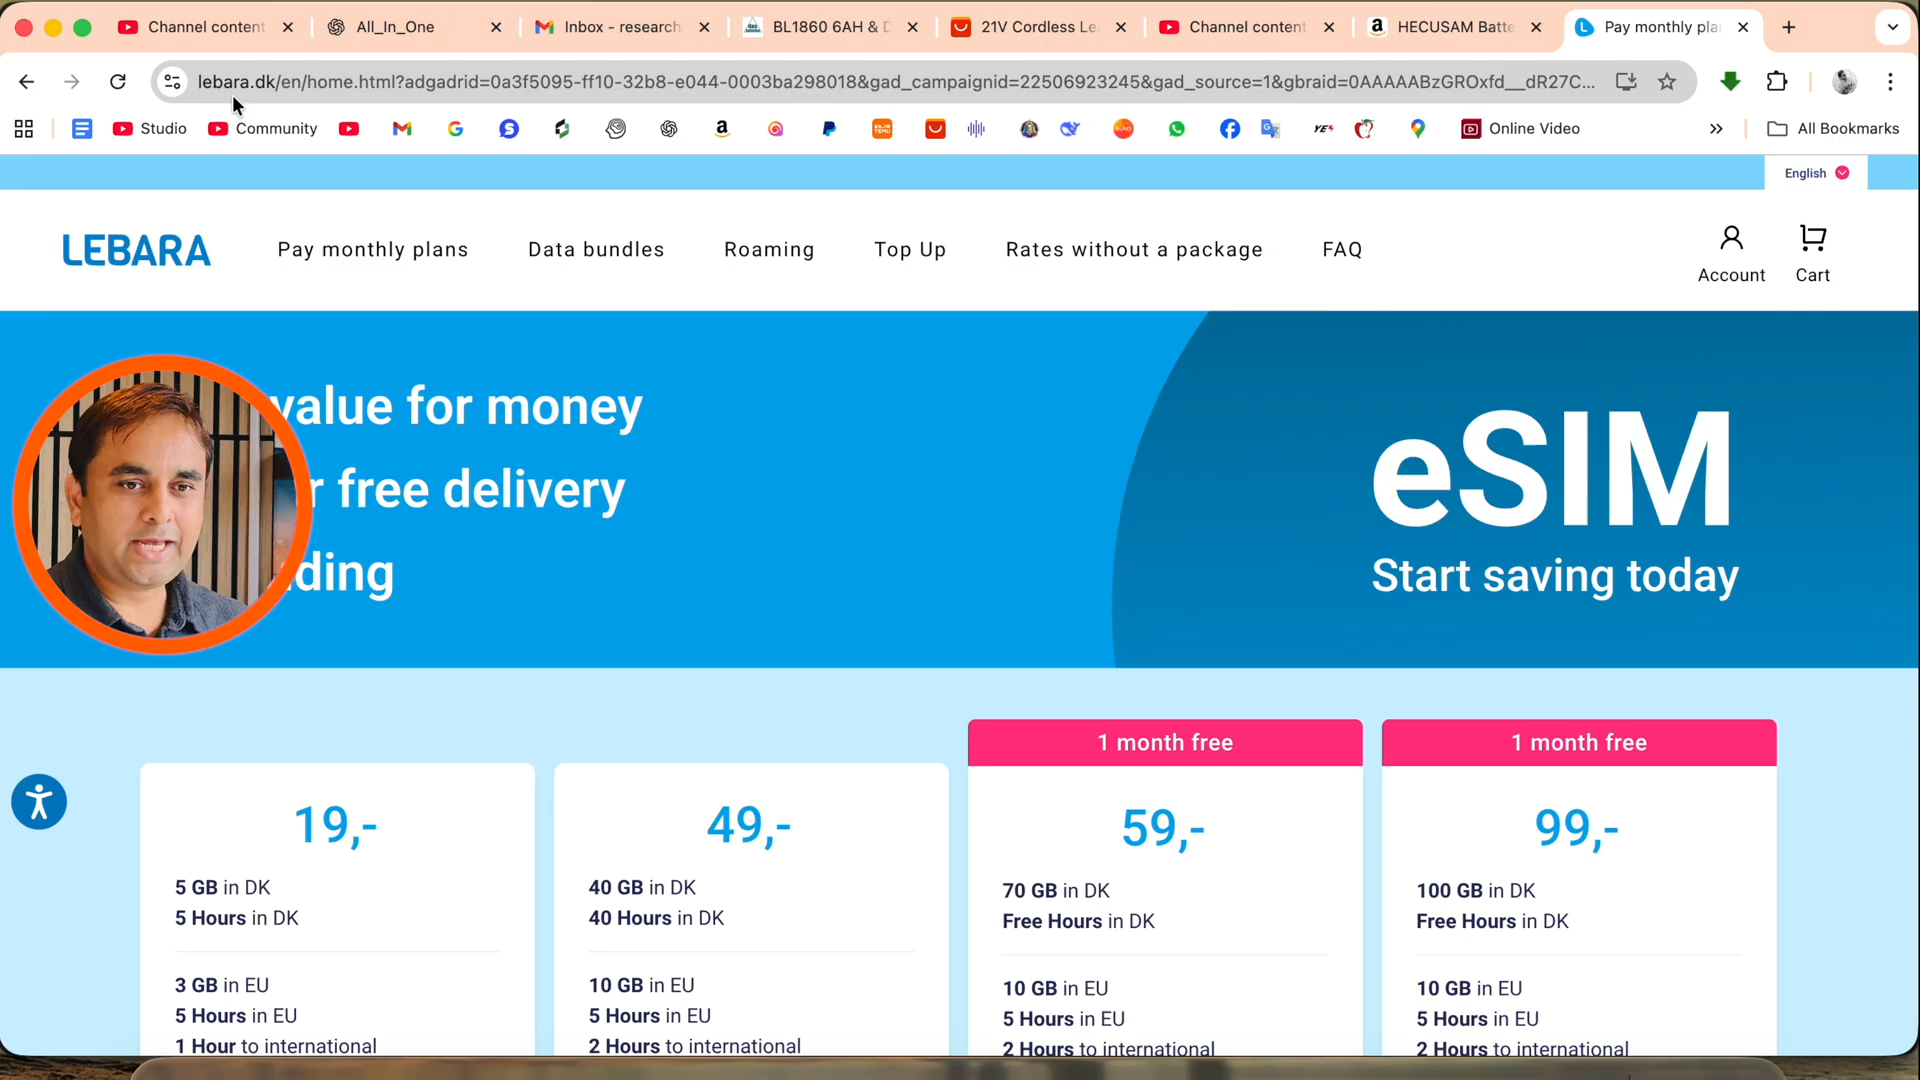 Channel content
All_In_One
Inbox - research
BL1860 6AH & D
21V Cordless Le
Channel content
HECUSAM Batte
Pay monthly pla
lebara.dk/en/home.html?adgadrid=0a3f5095-ff10-32b8-e044-0003ba298018&gad_campaignid=22506923245&gad_source=1&gbraid=0AAAAABzGROxfd__dR27C...
Studio
Community
Online Video
All Bookmarks
English
LEBARA
Pay monthly plans
Data bundles
Roaming
Top Up
Rates without a package
FAQ
Account
Cart
value for money
r free delivery
ding
eSIM
Start saving today
19,-
5 GB in DK
5 Hours in DK
3 GB in EU
5 Hours in EU
1 Hour to international
49,-
40 GB in DK
40 Hours in DK
10 GB in EU
5 Hours in EU
2 Hours to international
1 month free
59,-
70 GB in DK
Free Hours in DK
10 GB in EU
5 Hours in EU
2 Hours to international
1 month free
99,-
100 GB in DK
Free Hours in DK
10 GB in EU
5 Hours in EU
2 Hours to international